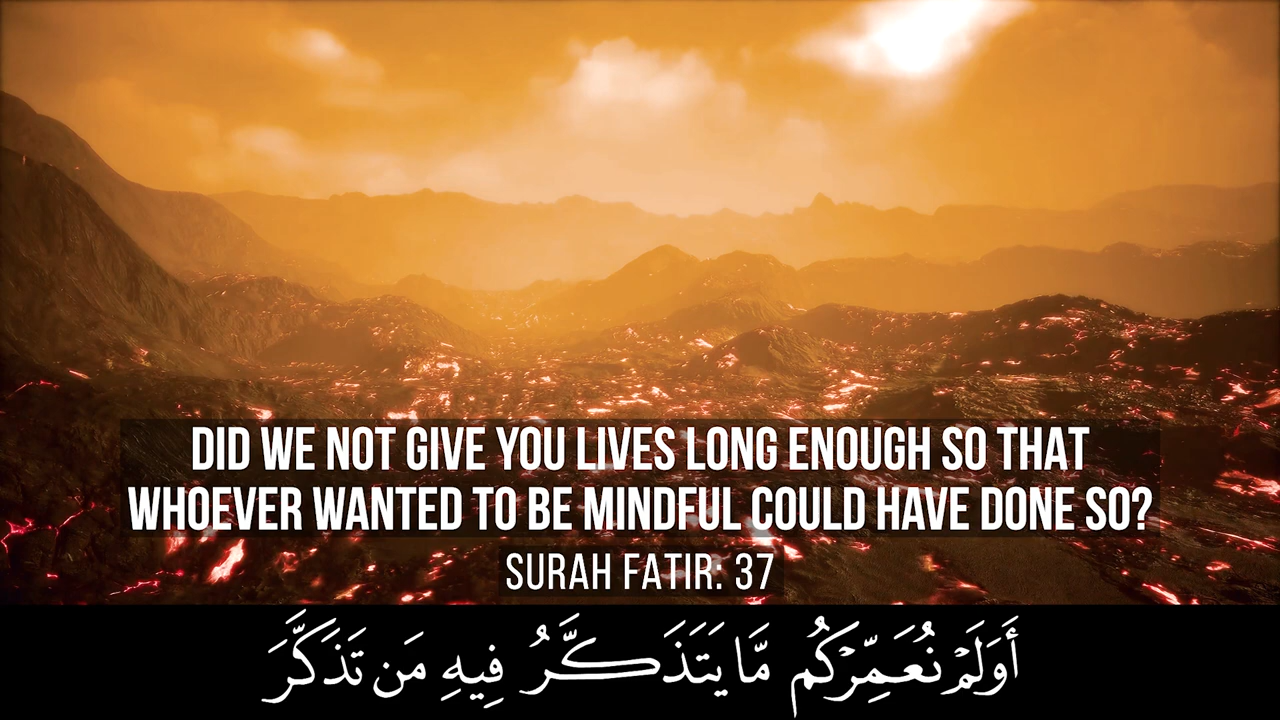 DID WE NOT GIVE YOU LIVES LONG ENOUGH SO THAT
WHOEVER WANTED TO BE MINDFUL COULD HAVE DONE SO?
SURAH FATIR: 37
أَوَلَمْ نُعَمِّرْكُم مَّا يَتَذَكَّرُ فِيهِ مَن تَذَكَّرَ